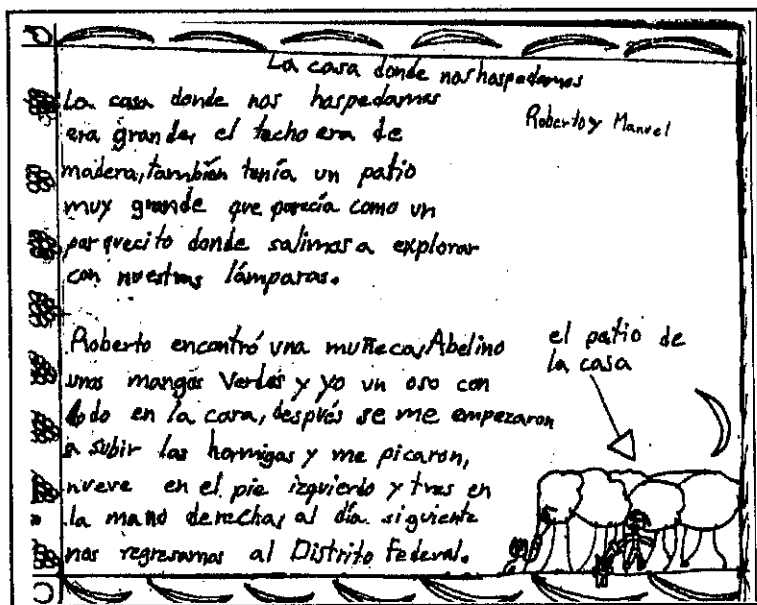 La casa donde nos hospedamos
Roberto y Manuel
La casa donde nos hospedamos
era grande, el techo era de
madera, también tenía un patio
muy grande que parecía como un
parquecito donde salimos a explorar
con nuestras lámparas.
Roberto encontró una muñeca, Abelino
unos mangos verdes y yo un oso con
lodo en la cara, después se me empezaron
a subir las hormigas y me picaron,
nueve en el pie izquierdo y tres en
la mano derecha, al día siguiente
nos regresamos al Distrito Federal.
el patio de
la casa